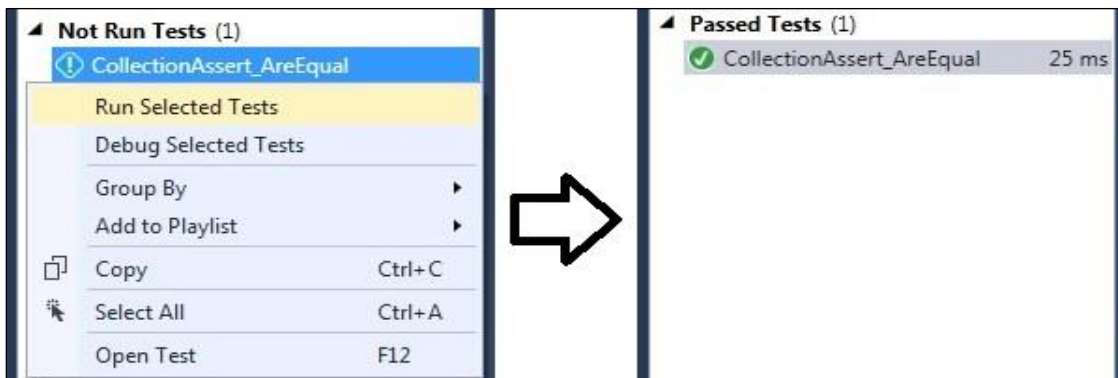 Not Run Tests (1)
CollectionAssert_AreEqual
Run Selected Tests
Debug Selected Tests
Group By
Add to Playlist
Copy Ctrl+C
Select All Ctrl+A
Open Test F12
Passed Tests (1)
CollectionAssert_AreEqual 25 ms